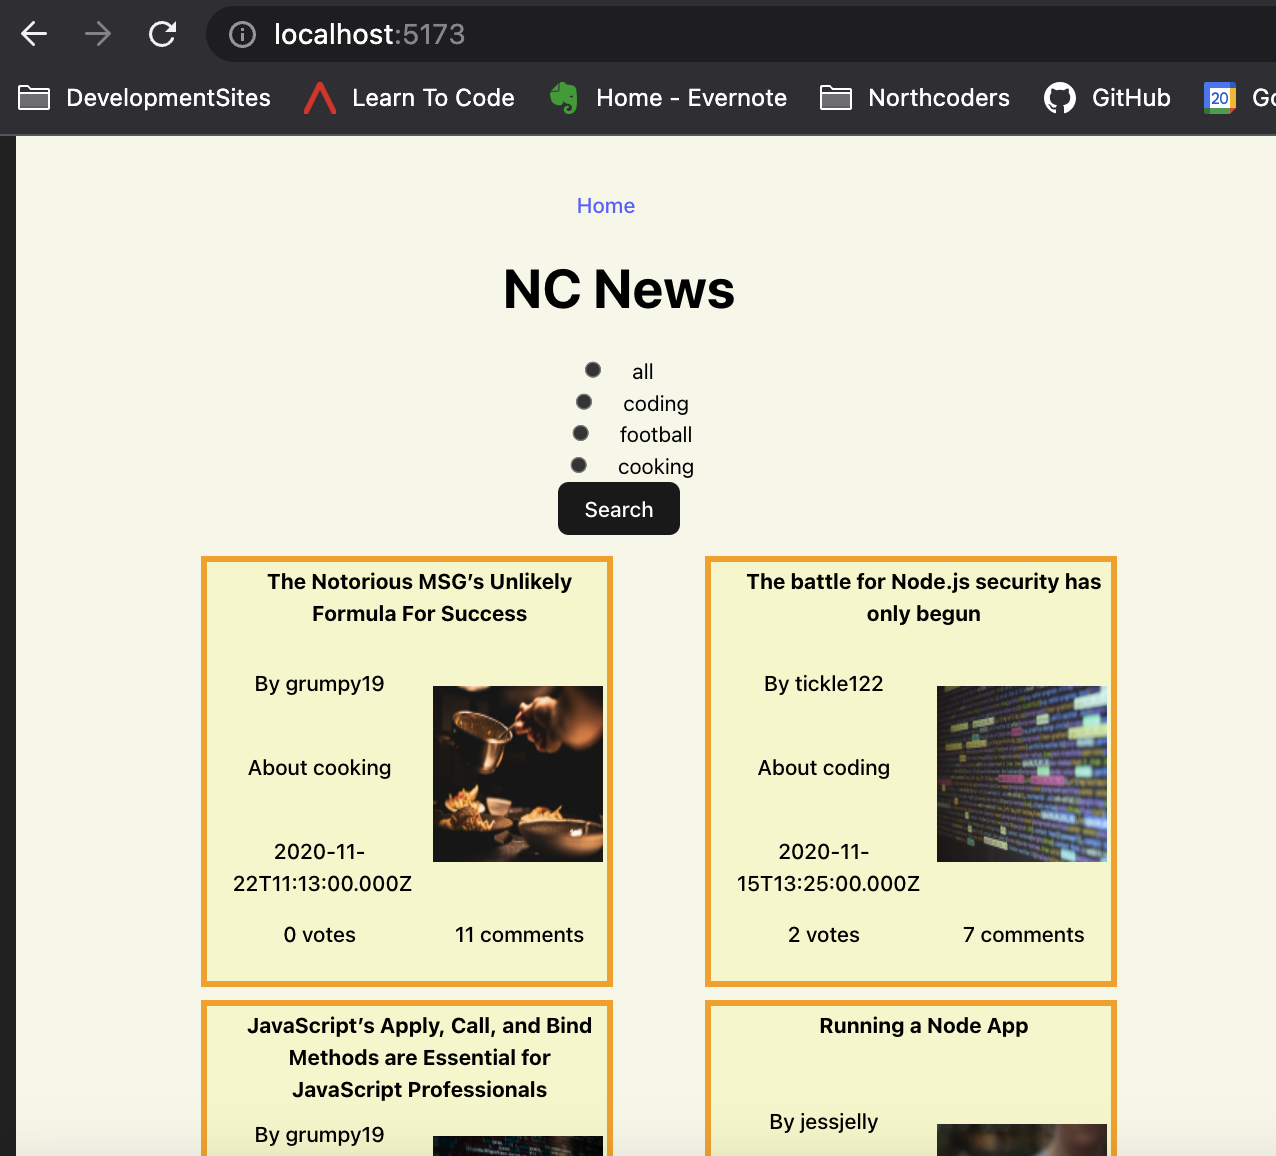 localhost:5173
DevelopmentSites Learn To Code Home - Evernote Northcoders GitHub 20 Go
Home
NC News
all
coding
football
cooking
Search
The Notorious MSG’s Unlikely
Formula For Success
By grumpy19
About cooking
2020-11-
22T11:13:00.000Z
0 votes 11 comments
The battle for Node.js security has
only begun
By tickle122
About coding
2020-11-
15T13:25:00.000Z
2 votes 7 comments
JavaScript’s Apply, Call, and Bind
Methods are Essential for
JavaScript Professionals
By grumpy19
Running a Node App
By jessjelly